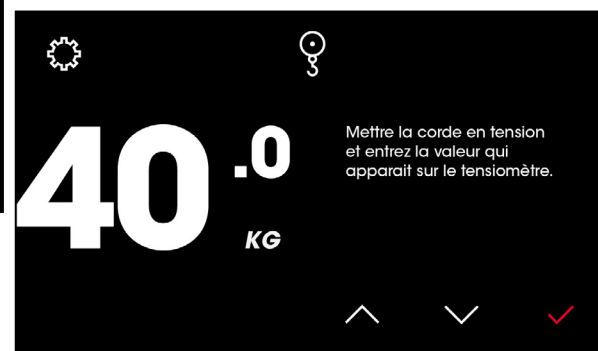 40.0
KG
Mettre la corde en tension
et entrez la valeur qui
apparait sur le tensiomètre.